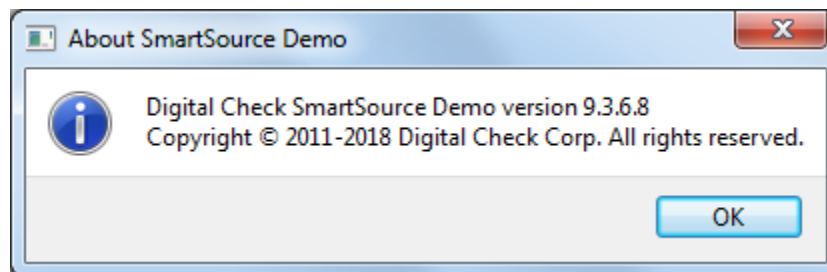 About SmartSource Demo
Digital Check SmartSource Demo version 9.3.6.8
Copyright © 2011-2018 Digital Check Corp. All rights reserved.
OK